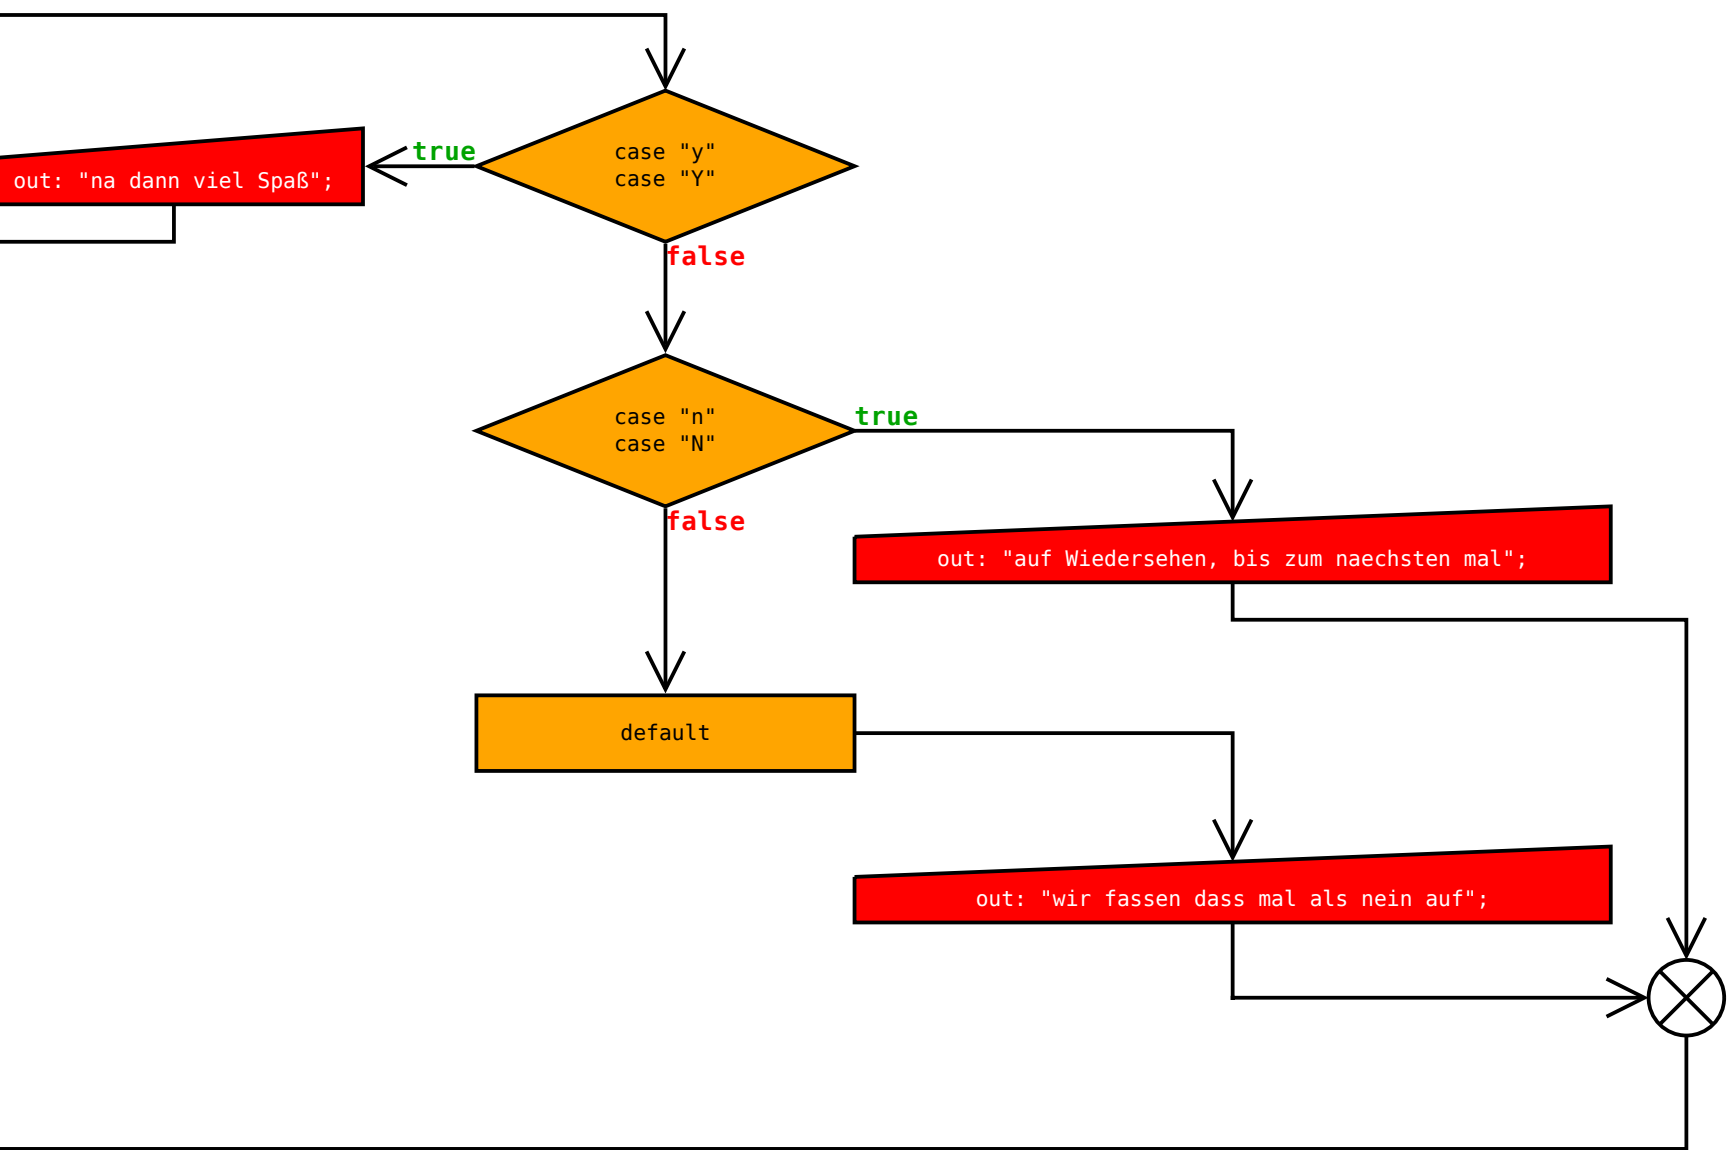 true
case "y"
case "Y"
out: "na dann viel Spaß";
false
case "n"
case "N"
true
false
out: "auf Wiedersehen, bis zum naechsten mal";
default
out: "wir fassen dass mal als nein auf";